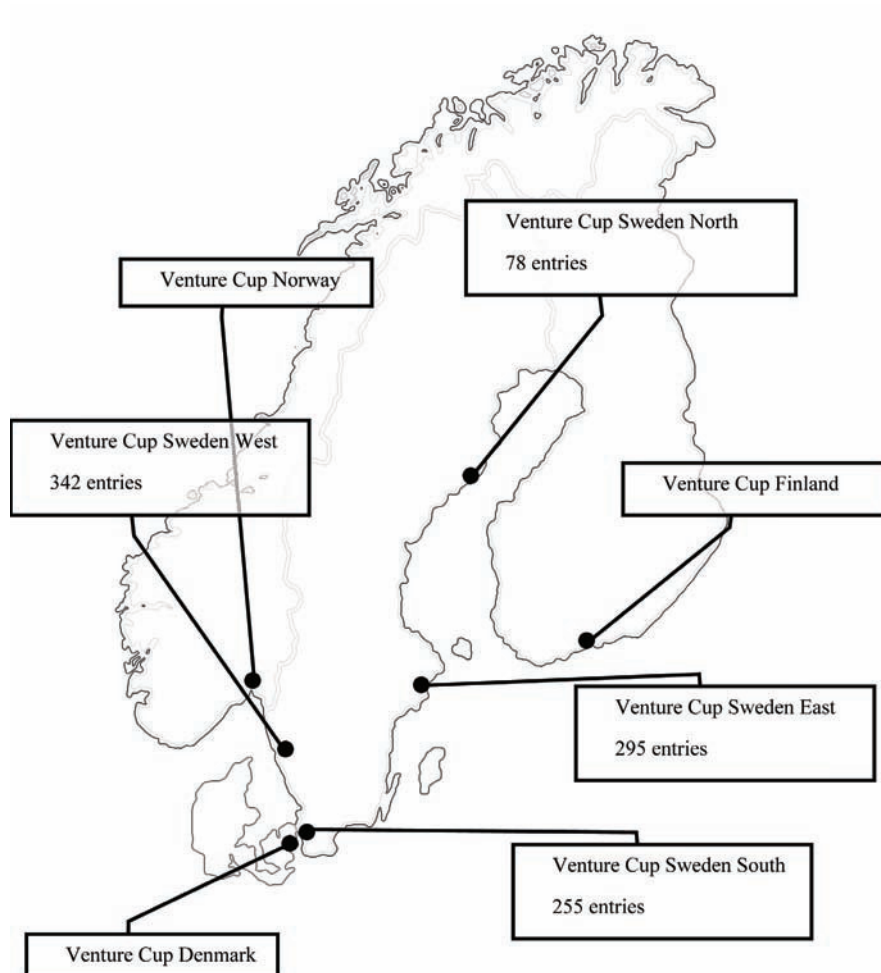 Venture Cup Sweden North
78 entries
Venture Cup Norway
Venture Cup Sweden West
342 entries
Venture Cup Finland
Venture Cup Sweden East
295 entries
Venture Cup Sweden South
255 entries
Venture Cup Denmark